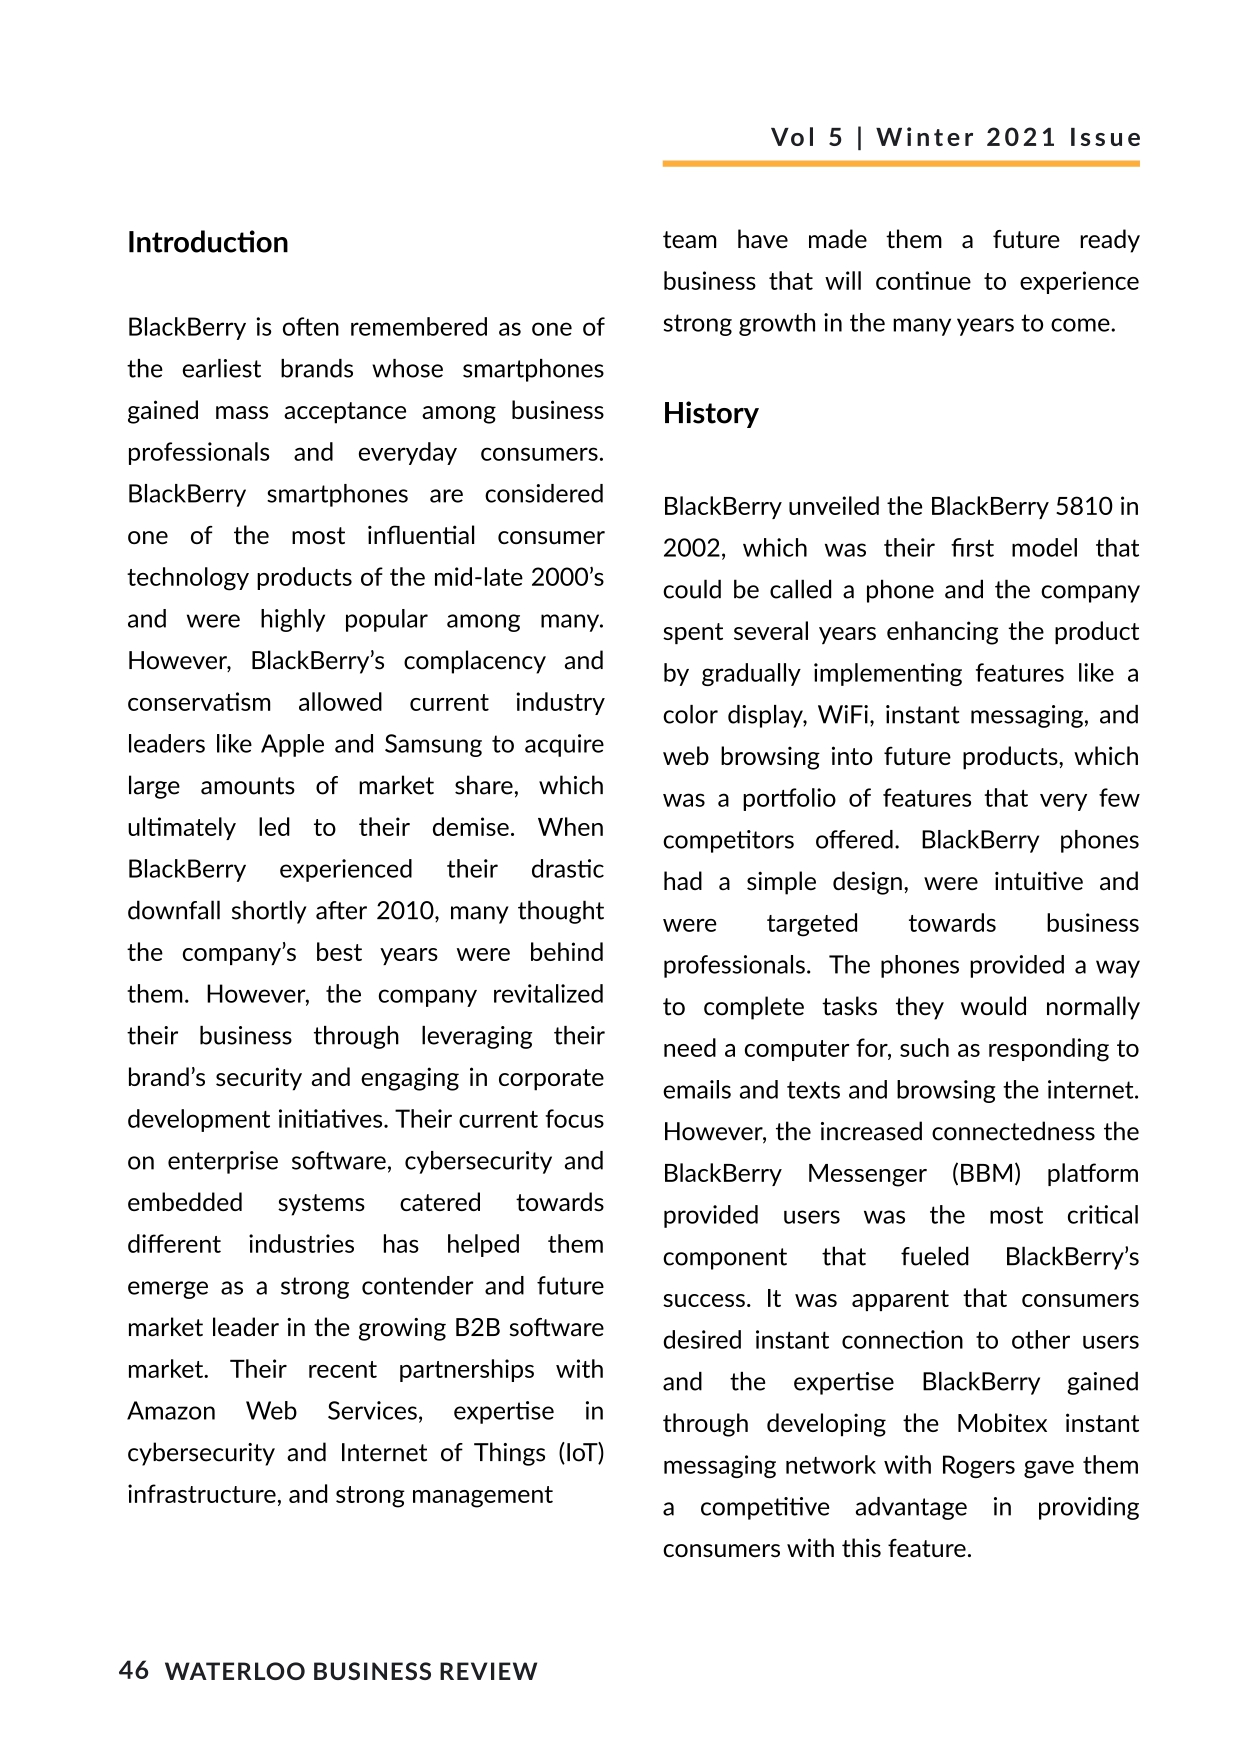 Vol 5 | Winter 2021 Issue
Introduction
BlackBerry is often remembered as one of
the earliest brands whose smartphones
gained mass acceptance among business
professionals and everyday consumers.
BlackBerry smartphones are considered
one of the most influential consumer
technology products of the mid-late 2000’s
and were highly popular among many.
However, BlackBerry’s complacency and
conservatism allowed current industry
leaders like Apple and Samsung to acquire
large amounts of market share, which
ultimately led to their demise. When
BlackBerry experienced their drastic
downfall shortly after 2010, many thought
the company’s best years were behind
them. However, the company revitalized
their business through leveraging their
brand’s security and engaging in corporate
development initiatives. Their current focus
on enterprise software, cybersecurity and
embedded systems catered towards
different industries has helped them
emerge as a strong contender and future
market leader in the growing B2B software
market. Their recent partnerships with
Amazon Web Services, expertise in
cybersecurity and Internet of Things (IoT)
infrastructure, and strong management
team have made them a future ready
business that will continue to experience
strong growth in the many years to come.
History
BlackBerry unveiled the BlackBerry 5810 in
2002, which was their first model that
could be called a phone and the company
spent several years enhancing the product
by gradually implementing features like a
color display, WiFi, instant messaging, and
web browsing into future products, which
was a portfolio of features that very few
competitors offered. BlackBerry phones
had a simple design, were intuitive and
were targeted towards business
professionals. The phones provided a way
to complete tasks they would normally
need a computer for, such as responding to
emails and texts and browsing the internet.
However, the increased connectedness the
BlackBerry Messenger (BBM) platform
provided users was the most critical
component that fueled BlackBerry’s
success. It was apparent that consumers
desired instant connection to other users
and the expertise BlackBerry gained
through developing the Mobitex instant
messaging network with Rogers gave them
a competitive advantage in providing
consumers with this feature.
46 WATERLOO BUSINESS REVIEW